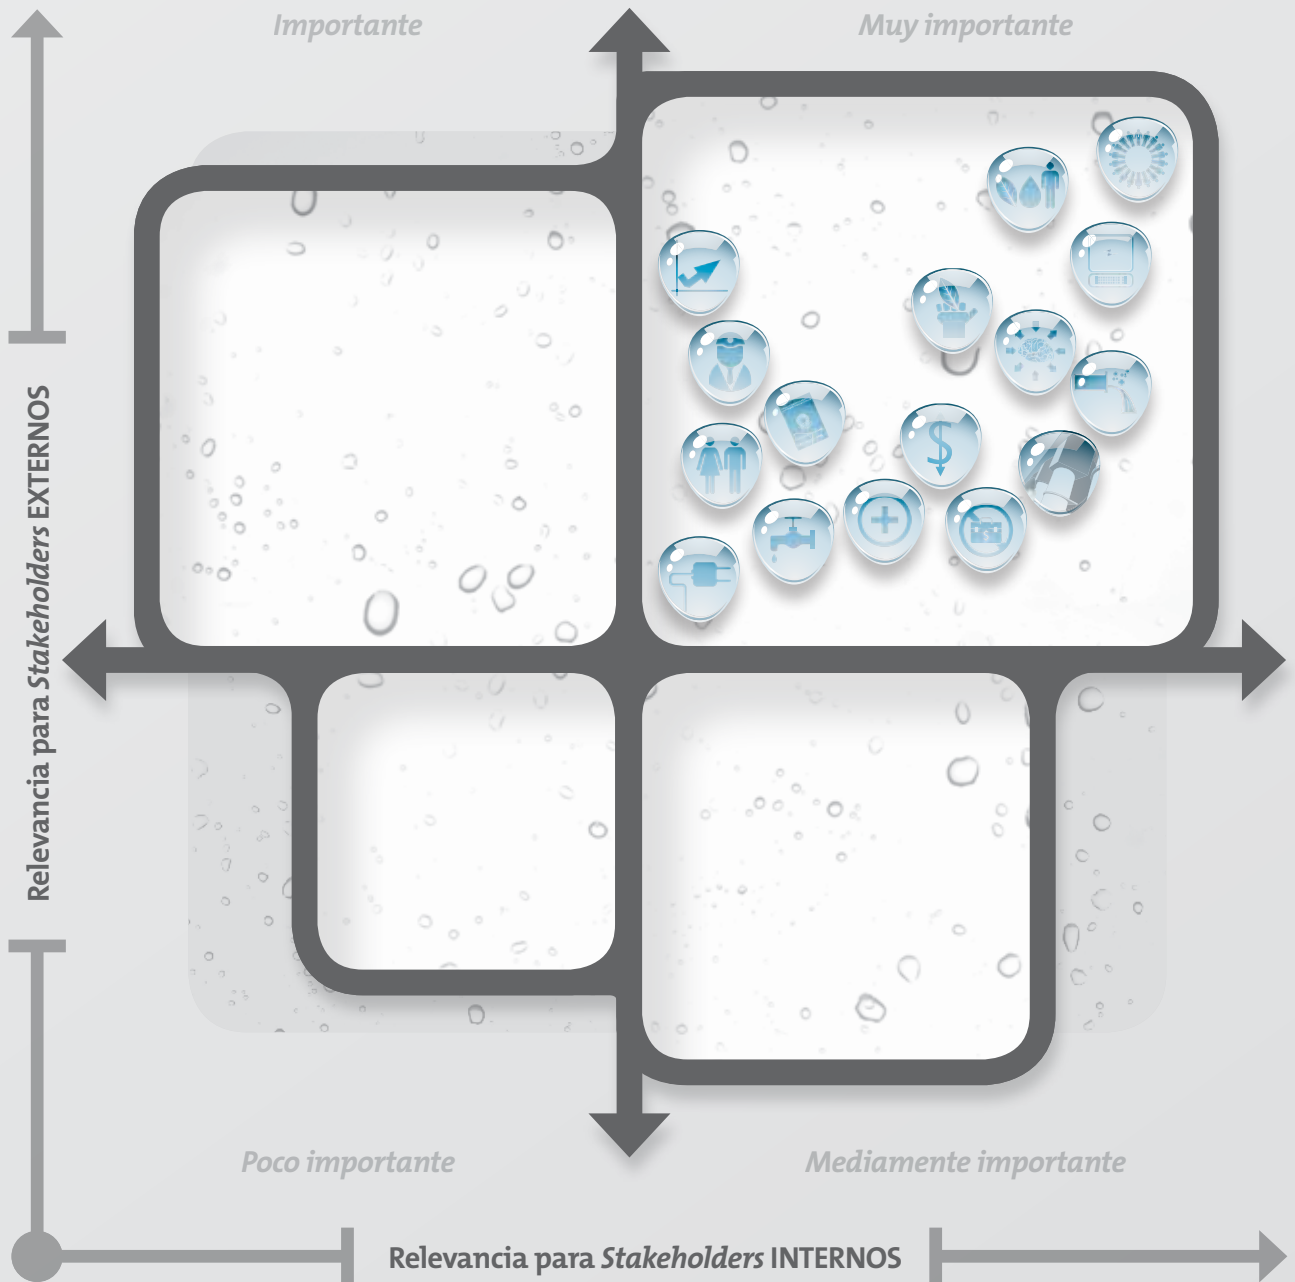 Importante
Muy importante
Relevancia para Stakeholders EXTERNOS
$
Poco importante
Mediamente importante
Relevancia para Stakeholders INTERNOS